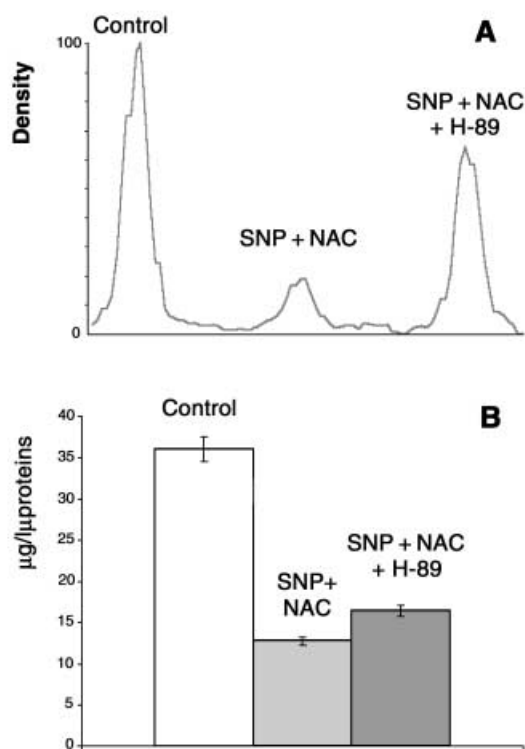 Control
A
100
Density
SNP + NAC
+ H-89
SNP + NAC
0
Control
B
40
35
30
25
20
15
10
5
0
µg/lµproteins
SNP+
NAC
SNP + NAC
+ H-89